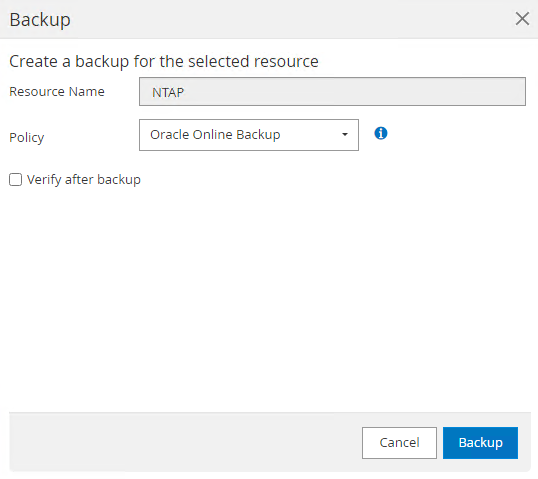 Backup
Create a backup for the selected resource
Resource Name
NTAP
Policy
Oracle Online Backup
Verify after backup
Cancel
Backup